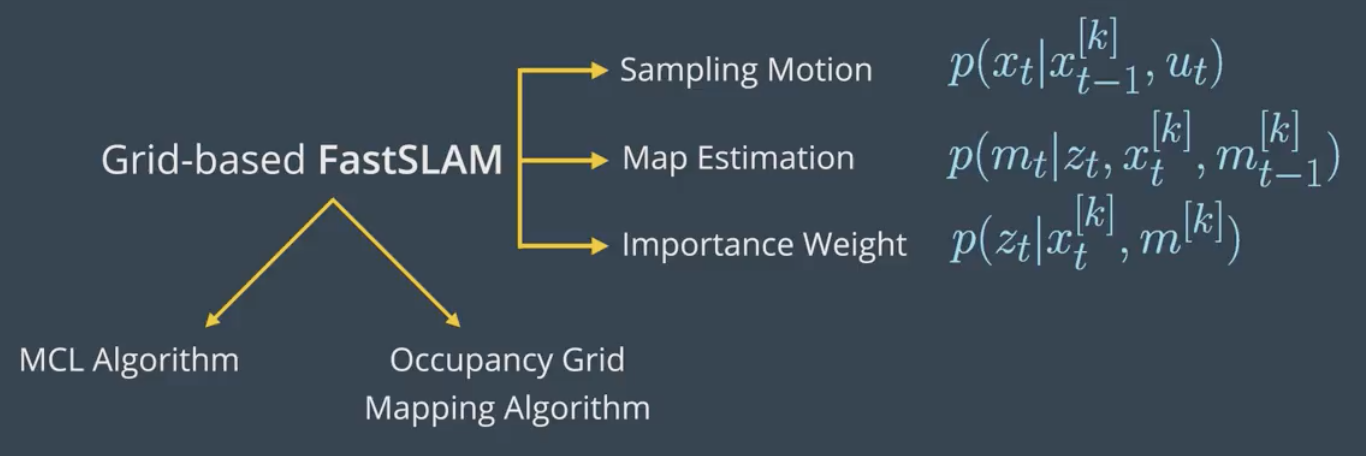 Sampling Motion p(x_t|x_{t-1}^{[k]}, u_t)
Grid-based FastSLAM
Map Estimation p(m_t|z_t, x_t^{[k]}, m_{t-1}^{[k]})
Importance Weight p(z_t|x_t^{[k]}, m^{[k]})
MCL Algorithm
Occupancy Grid
Mapping Algorithm